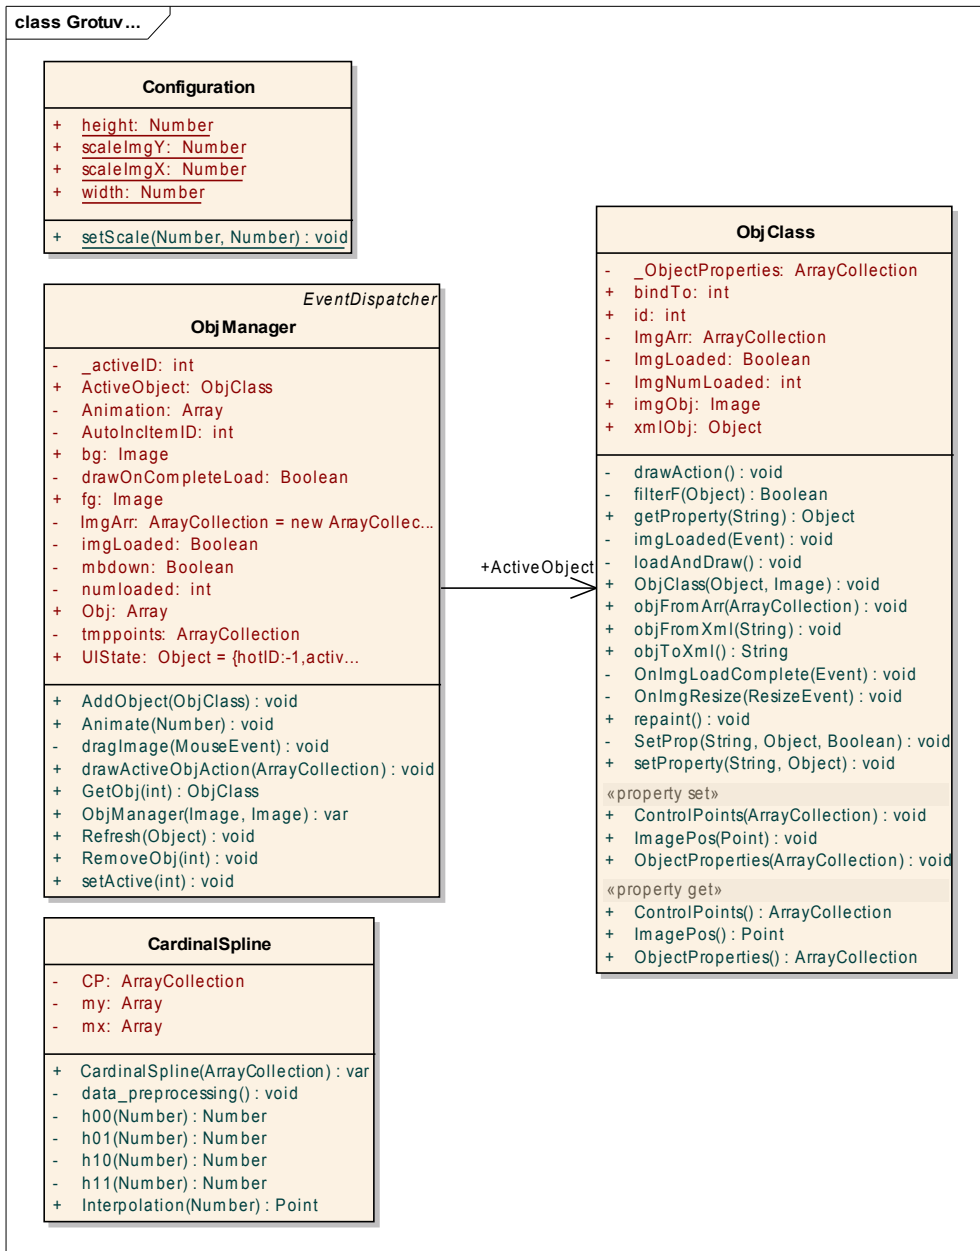 class Grotuv...
Configuration
+ height: Number
+ scaleImgY: Number
+ scaleImgX: Number
+ width: Number
+ setScale(Number, Number) : void
EventDispatcher
ObjManager
- _activeID: int
+ ActiveObject: ObjClass
- Animation: Array
- AutoIncItemID: int
+ bg: Image
- drawOnCompleteLoad: Boolean
+ fg: Image
- ImgArr: ArrayCollection = new ArrayCollec...
- imgLoaded: Boolean
- mbdown: Boolean
- numloaded: int
+ Obj: Array
- tmppoints: ArrayCollection
+ UIState: Object = {hotID:-1,activ...
+ AddObject(ObjClass) : void
+ Animate(Number) : void
- dragImage(MouseEvent) : void
+ drawActiveObjAction(ArrayCollection) : void
+ GetObj(int) : ObjClass
+ ObjManager(Image, Image) : var
+ Refresh(Object) : void
+ RemoveObj(int) : void
+ setActive(int) : void
+ActiveObject
ObjClass
- _ObjectProperties: ArrayCollection
+ bindTo: int
+ id: int
- ImgArr: ArrayCollection
- ImgLoaded: Boolean
- ImgNumLoaded: int
+ imgObj: Image
+ xmlObj: Object
- drawAction() : void
- filterF(Object) : Boolean
+ getProperty(String) : Object
- imgLoaded(Event) : void
- loadAndDraw() : void
+ ObjClass(Object, Image) : void
+ objFromArr(ArrayCollection) : void
+ objFromXml(String) : void
+ objToXml() : String
- OnImgLoadComplete(Event) : void
- OnImgResize(ResizeEvent) : void
+ repaint() : void
- SetProp(String, Object, Boolean) : void
+ setProperty(String, Object) : void
«property set»
+ ControlPoints(ArrayCollection) : void
+ ImagePos(Point) : void
+ ObjectProperties(ArrayCollection) : void
«property get»
+ ControlPoints() : ArrayCollection
+ ImagePos() : Point
+ ObjectProperties() : ArrayCollection
CardinalSpline
- CP: ArrayCollection
- my: Array
- mx: Array
+ CardinalSpline(ArrayCollection) : var
- data_preprocessing() : void
- h00(Number) : Number
- h01(Number) : Number
- h10(Number) : Number
- h11(Number) : Number
+ Interpolation(Number) : Point